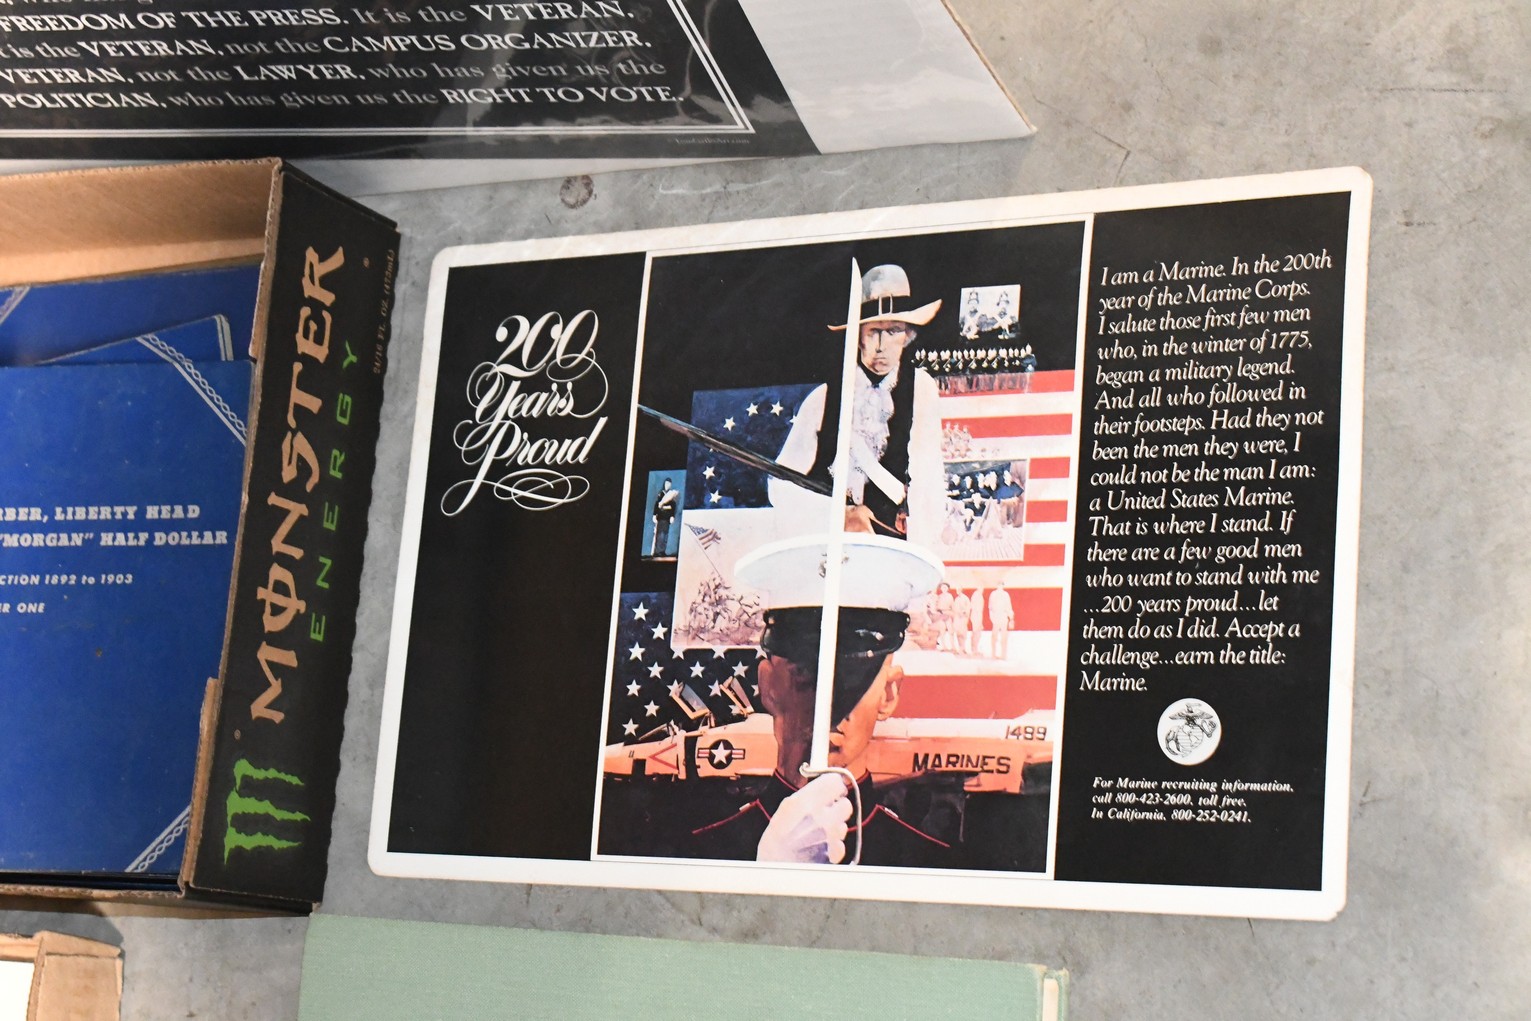 FREEDOM OF THE PRESS. It is the VETERAN,
t is the VETERAN, not the CAMPUS ORGANIZER,
VETERAN, not the LAWYER, who has given us the
POLITICIAN, who has given us the RIGHT TO VOTE.
MONSTER
ENERGY
24/16 FL. OZ. (473mL)
RBER, LIBERTY HEAD
"MORGAN" HALF DOLLAR
CTION 1892 to 1903
ER ONE
200
Years
Proud
1499
MARINES
I am a Marine. In the 200th
year of the Marine Corps.
I salute those first few men
who, in the winter of 1775,
began a military legend.
And all who followed in
their footsteps. Had they not
been the men they were, I
could not be the man I am:
a United States Marine.
That is where I stand. If
there are a few good men
who want to stand with me
...200 years proud...let
them do as I did. Accept a
challenge...earn the title:
Marine.
For Marine recruiting information,
call 800-423-2600, toll free.
In California, 800-252-0241.